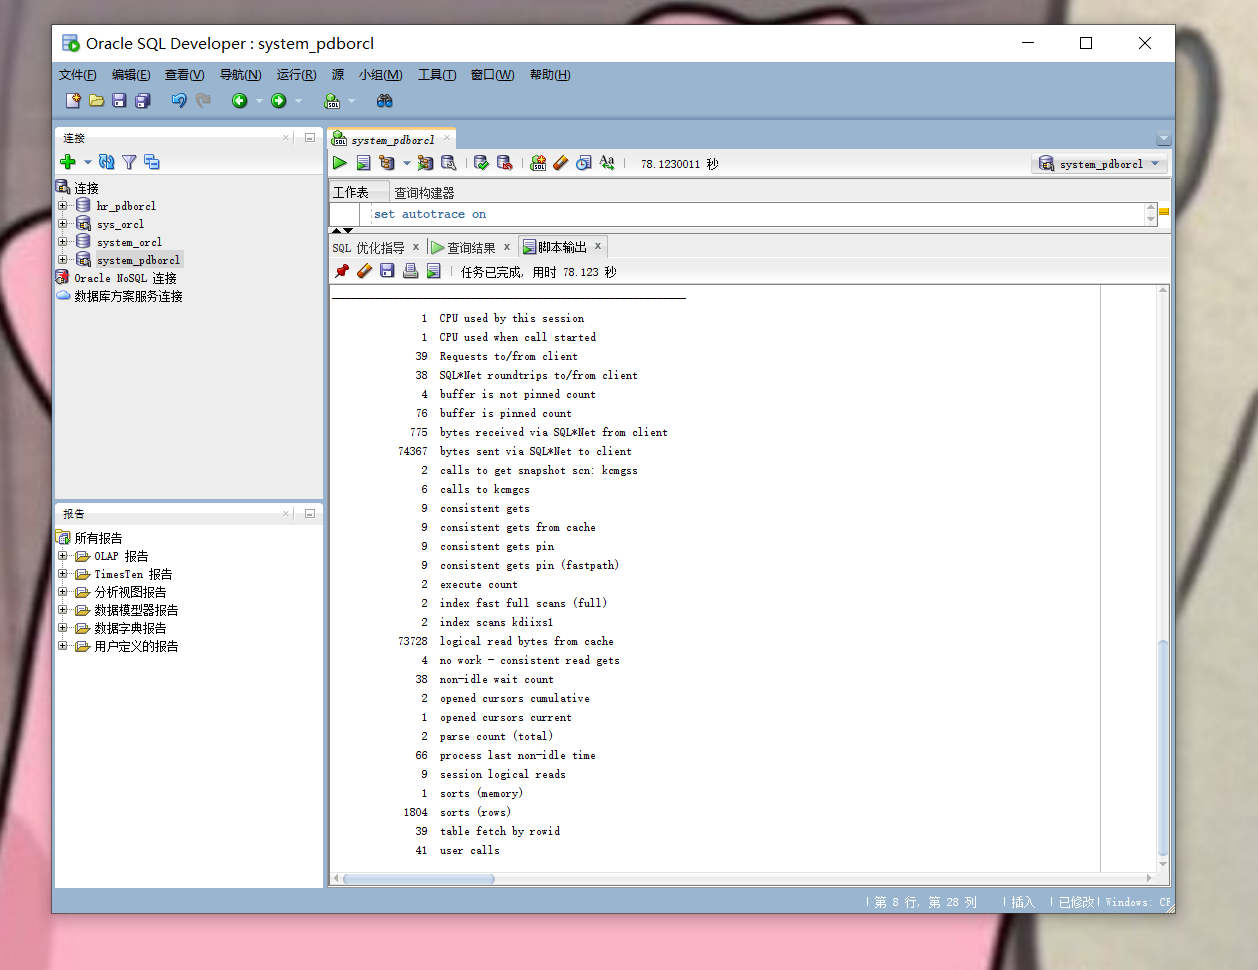 Oracle SQL Developer : system_pdborcl
文件(F) 编辑(E) 查看(V) 导航(N) 运行(R) 源 小组(M) 工具(T) 窗口(W) 帮助(H)
连接
连接
hr_pdborcl
sys_orcl
system_orcl
system_pdborcl
Oracle NoSQL 连接
数据库方案服务连接
报告
所有报告
OLAP 报告
TimesTen 报告
分析视图报告
数据模型器报告
数据字典报告
用户定义的报告
system_pdborcl
78.1230011 秒
system_pdborcl
工作表 查询构建器
set autotrace on
SQL 优化指导 查询结果 脚本输出
任务已完成, 用时 78.123 秒
1 CPU used by this session
1 CPU used when call started
39 Requests to/from client
38 SQL*Net roundtrips to/from client
4 buffer is not pinned count
76 buffer is pinned count
775 bytes received via SQL*Net from client
74367 bytes sent via SQL*Net to client
2 calls to get snapshot scn: kcmgss
6 calls to kcmgcs
9 consistent gets
9 consistent gets from cache
9 consistent gets pin
9 consistent gets pin (fastpath)
2 execute count
2 index fast full scans (full)
2 index scans kdiixs1
73728 logical read bytes from cache
4 no work - consistent read gets
38 non-idle wait count
2 opened cursors cumulative
1 opened cursors current
2 parse count (total)
66 process last non-idle time
9 session logical reads
1 sorts (memory)
1804 sorts (rows)
39 table fetch by rowid
41 user calls
第 8 行, 第 28 列 插入 已修改 Windows: CF